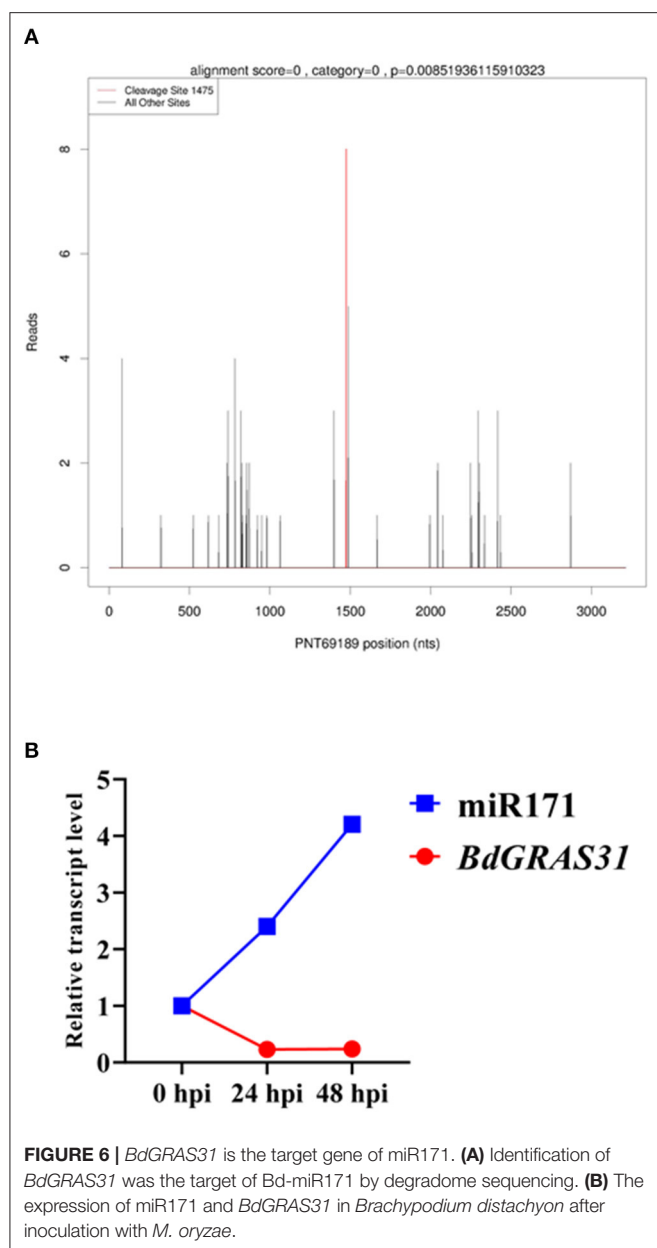 A
alignment score=0 , category=0 , p=0.00851936115910323
Cleavage Site 1475
All Other Sites
8
6
4
2
0
Reads
0 500 1000 1500 2000 2500 3000
PNT69189 position (nts)
B
5
4
3
2
1
0
Relative transcript level
miR171
BdGRAS31
0 hpi 24 hpi 48 hpi
FIGURE 6 | BdGRAS31 is the target gene of miR171. (A) Identification of
BdGRAS31 was the target of Bd-miR171 by degradome sequencing. (B) The
expression of miR171 and BdGRAS31 in Brachypodium distachyon after
inoculation with M. oryzae.